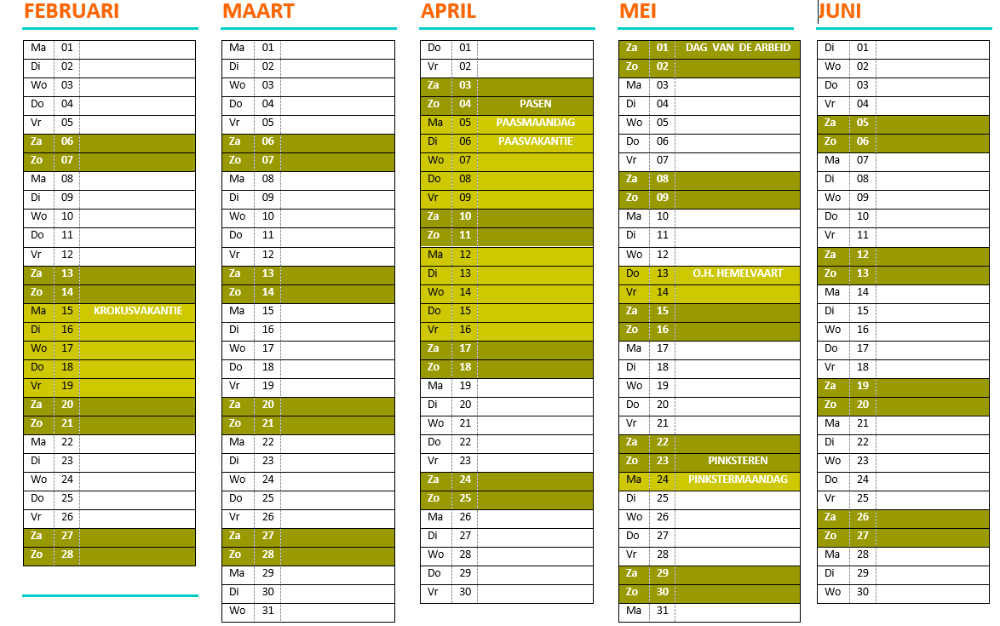 FEBRUARI
Ma 01
Di 02
Wo 03
Do 04
Vr 05
Za 06
Zo 07
Ma 08
Di 09
Wo 10
Do 11
Vr 12
Za 13
Zo 14
Ma 15 KROKUSVAKANTIE
Di 16
Wo 17
Do 18
Vr 19
Za 20
Zo 21
Ma 22
Di 23
Wo 24
Do 25
Vr 26
Za 27
Zo 28
MAART
Ma 01
Di 02
Wo 03
Do 04
Vr 05
Za 06
Zo 07
Ma 08
Di 09
Wo 10
Do 11
Vr 12
Za 13
Zo 14
Ma 15
Di 16
Wo 17
Do 18
Vr 19
Za 20
Zo 21
Ma 22
Di 23
Wo 24
Do 25
Vr 26
Za 27
Zo 28
Ma 29
Di 30
Wo 31
APRIL
Do 01
Vr 02
Za 03
Zo 04 PASEN
Ma 05 PAASMAANDAG
Di 06 PAASVAKANTIE
Wo 07
Do 08
Vr 09
Za 10
Zo 11
Ma 12
Di 13
Wo 14
Do 15
Vr 16
Za 17
Zo 18
Ma 19
Di 20
Wo 21
Do 22
Vr 23
Za 24
Zo 25
Ma 26
Di 27
Wo 28
Do 29
Vr 30
MEI
Za 01 DAG VAN DE ARBEID
Zo 02
Ma 03
Di 04
Wo 05
Do 06
Vr 07
Za 08
Zo 09
Ma 10
Di 11
Wo 12
Do 13 O.H. HEMELVAART
Vr 14
Za 15
Zo 16
Ma 17
Di 18
Wo 19
Do 20
Vr 21
Za 22
Zo 23 PINKSTEREN
Ma 24 PINKSTERMAANDAG
Di 25
Wo 26
Do 27
Vr 28
Za 29
Zo 30
Ma 31
JUNI
Di 01
Wo 02
Do 03
Vr 04
Za 05
Zo 06
Ma 07
Di 08
Wo 09
Do 10
Vr 11
Za 12
Zo 13
Ma 14
Di 15
Wo 16
Do 17
Vr 18
Za 19
Zo 20
Ma 21
Di 22
Wo 23
Do 24
Vr 25
Za 26
Zo 27
Ma 28
Di 29
Wo 30